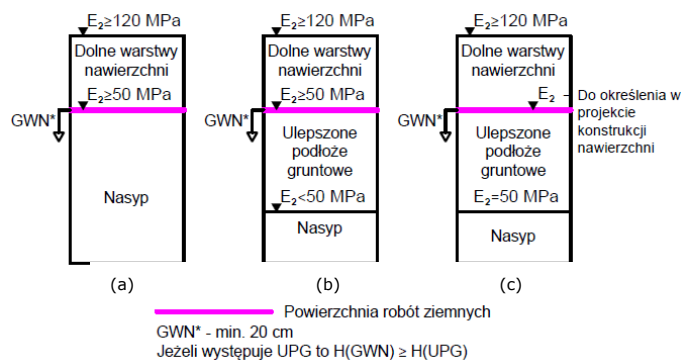 E₂≥120 MPa
Dolne warstwy
nawierzchni
E₂≥50 MPa
GWN*
Nasyp
(a)
E₂≥120 MPa
Dolne warstwy
nawierzchni
E₂≥50 MPa
GWN*
Ulepszone
podłoże
gruntowe
E₂<50 MPa
Nasyp
(b)
E₂≥120 MPa
Dolne warstwy
nawierzchni
E₂
GWN*
Ulepszone
podłoże
gruntowe
E₂=50 MPa
Nasyp
(c)
– Do określenia w
projekcie
konstrukcji
nawierzchni
Powierzchnia robót ziemnych
GWN* - min. 20 cm
Jeżeli występuje UPG to H(GWN) ≥ H(UPG)